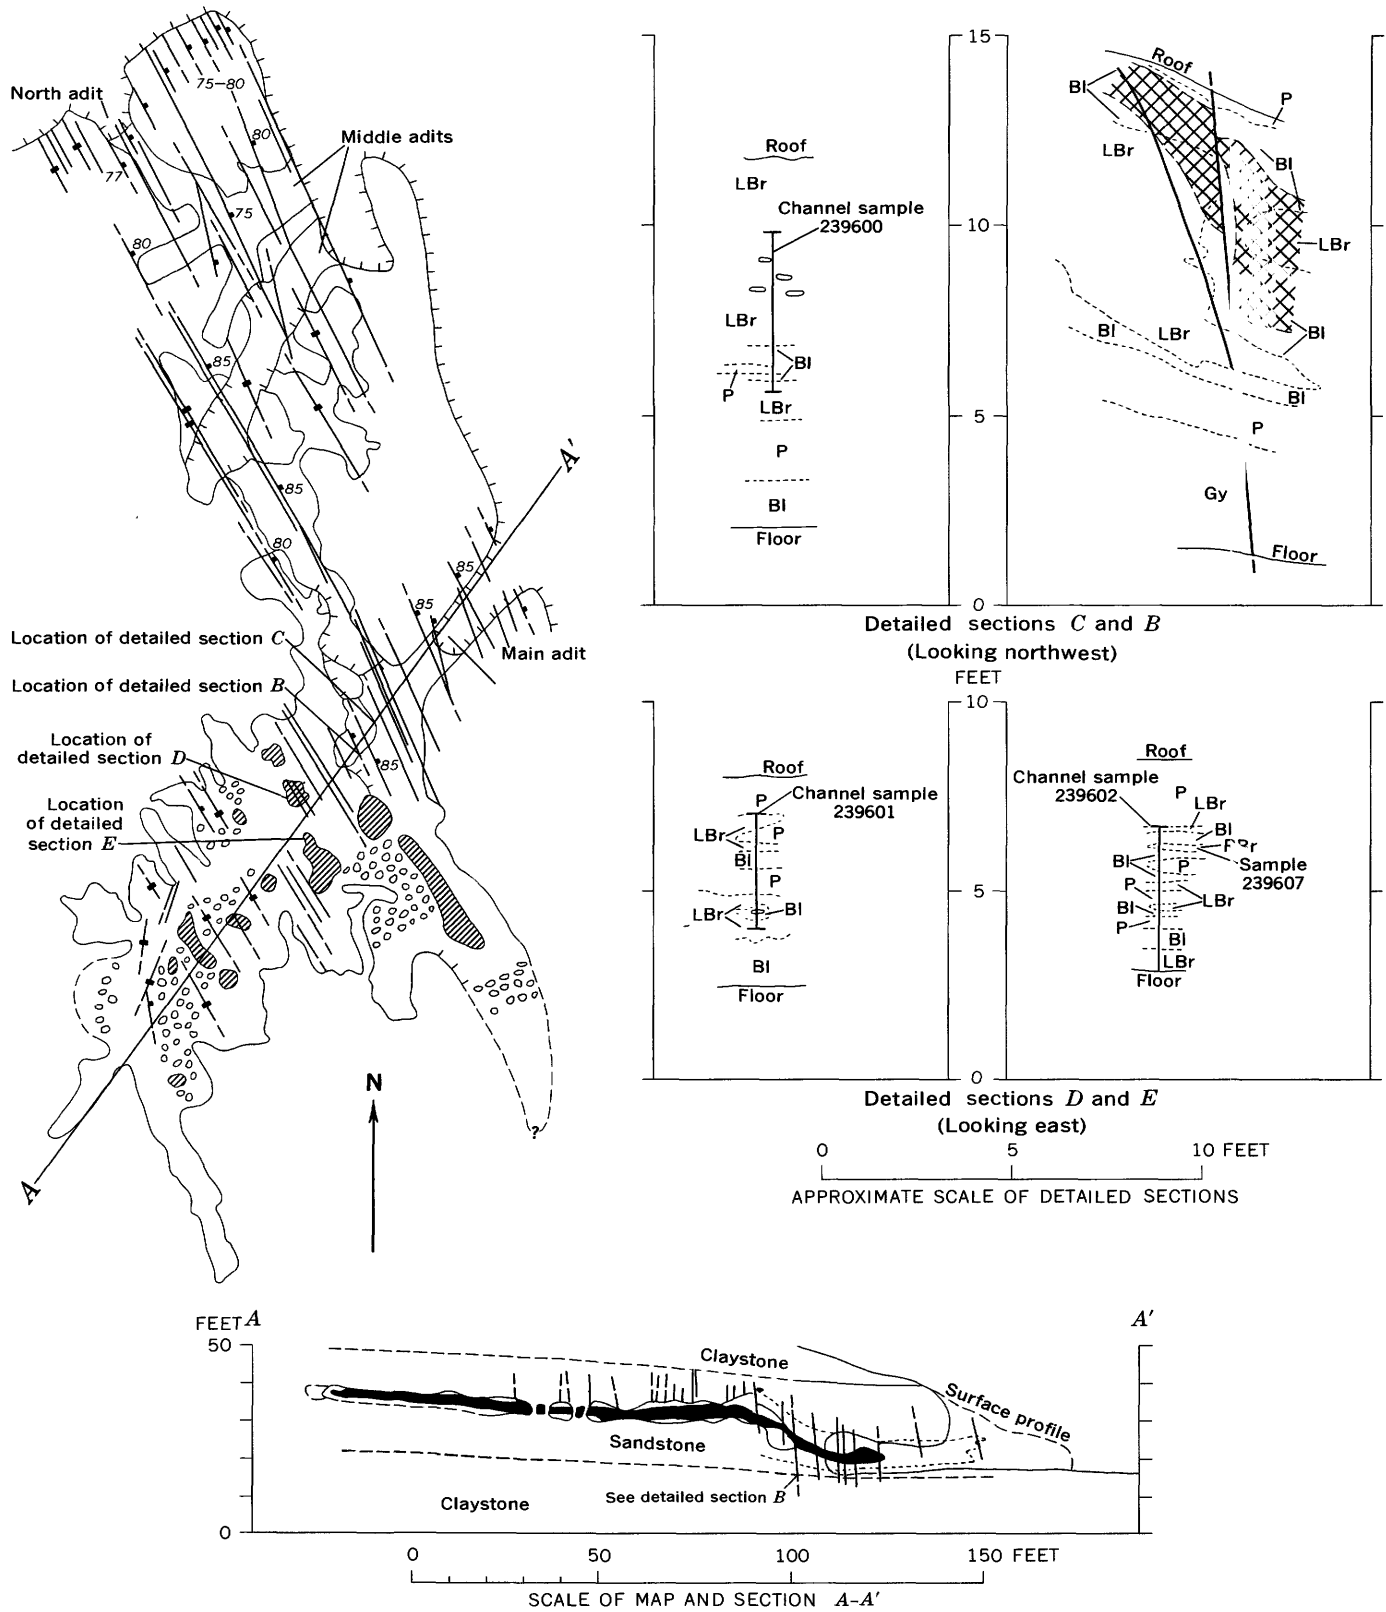 North adit
75–80
80
Middle adits
77
75
80
85
85
80
A'
85
85
Main adit
Location of detailed section C
Location of detailed section B
85
Location of
detailed section D
Location
of detailed
section E
N
?
A
15
10
5
0
Roof
LBr
Channel sample
239600
LBr
Bl
P
LBr
P
Bl
Floor
Roof
Bl
P
LBr
Bl
LBr
Bl
LBr
Bl
Bl
P
Gy
Floor
Detailed sections C and B
(Looking northwest)
FEET
10
5
0
Roof
P
Channel sample
239601
LBr
P
Bl
P
LBr
Bl
Bl
Floor
Roof
Channel sample
239602
P
LBr
Bl
Bl
P
Sample
239607
P
LBr
Bl
P
Bl
LBr
Floor
Detailed sections D and E
(Looking east)
0 5 10 FEET
APPROXIMATE SCALE OF DETAILED SECTIONS
FEET A
A'
50
0
Claystone
Surface profile
Sandstone
See detailed section B
Claystone
0 50 100 150 FEET
SCALE OF MAP AND SECTION A–A'